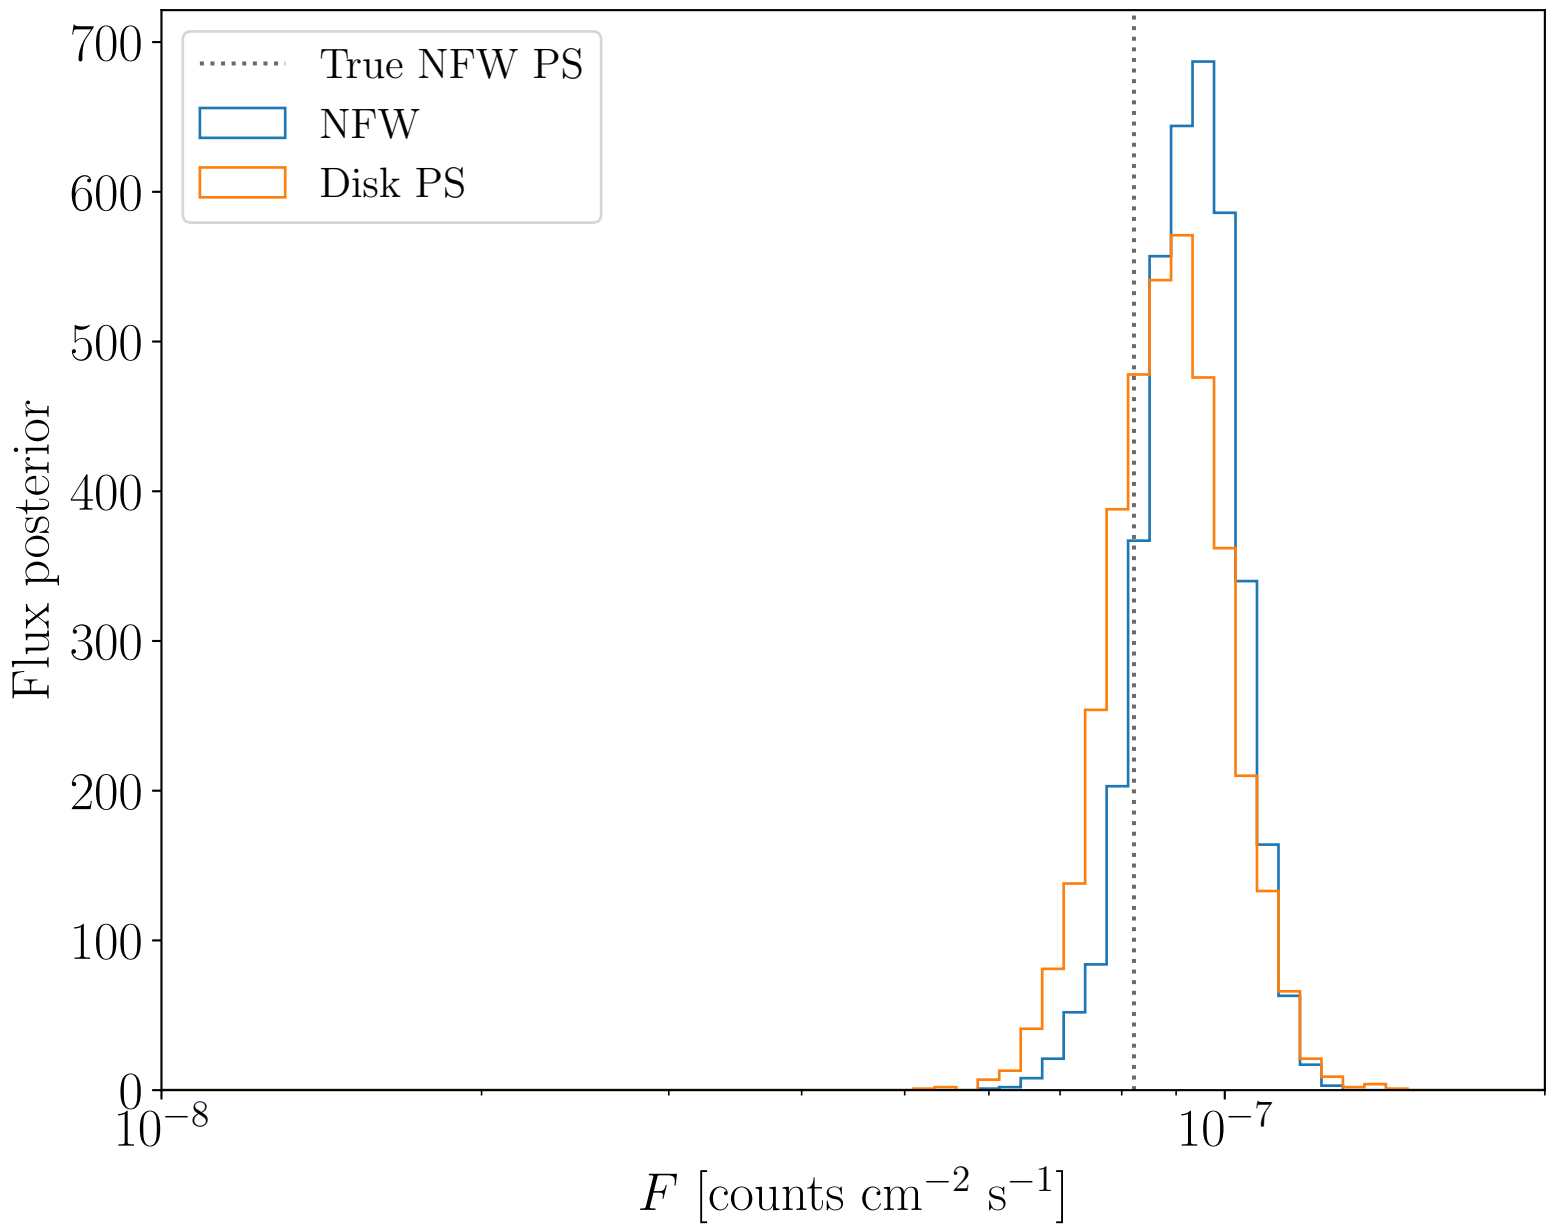 700
600
500
400
300
200
100
0
Flux posterior
True NFW PS
NFW
Disk PS
10⁻⁸
10⁻⁷
F [counts cm⁻² s⁻¹]